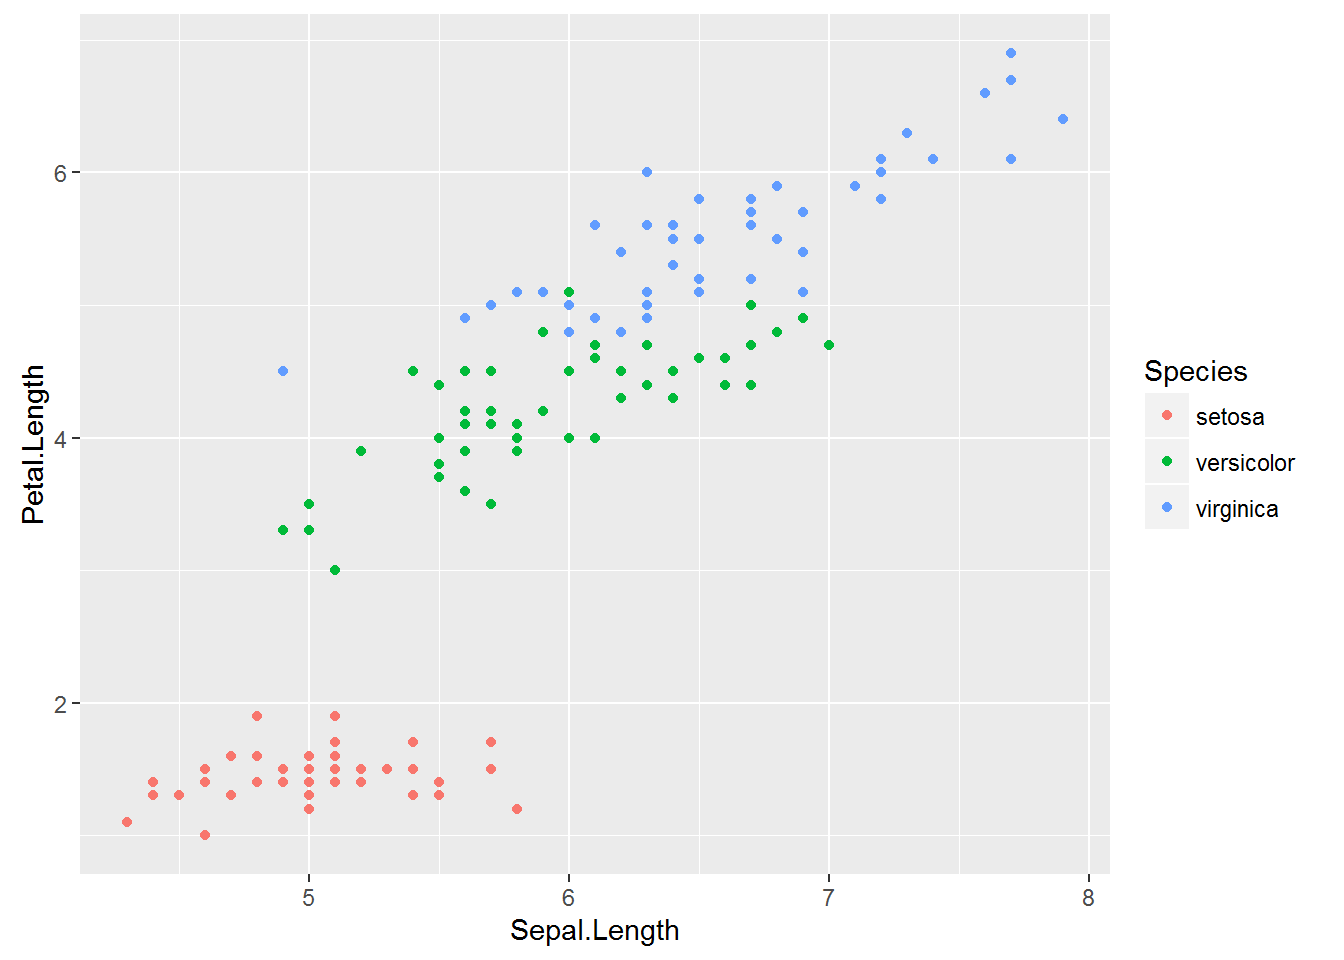 Petal.Length
6
4
2
5 6 7 8
Sepal.Length
Species
setosa
versicolor
virginica